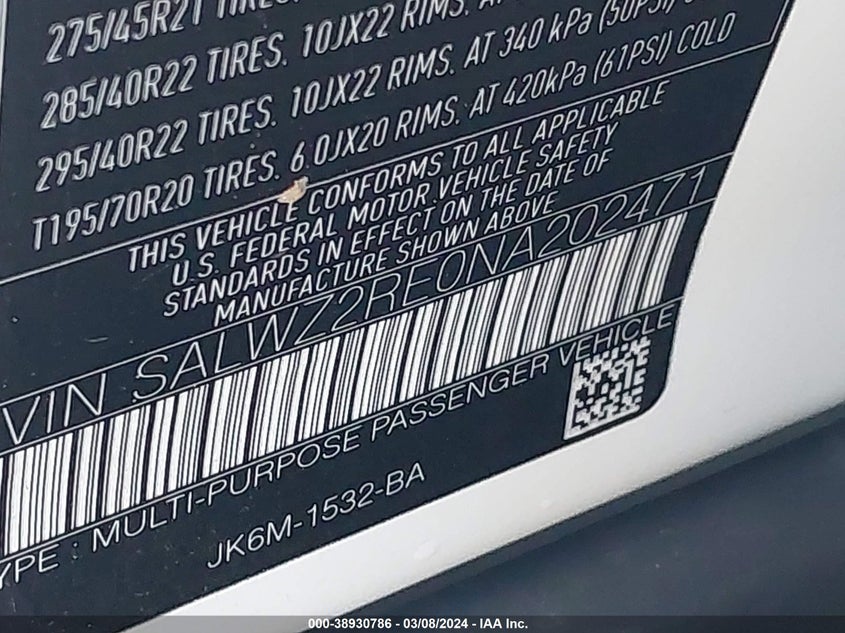 275/45R21 TIRES.
285/40R22 TIRES. 10JX22 RIMS.
295/40R22 TIRES. 10JX22 RIMS. AT 340 kPa (50PSI)
T195/70R20 TIRES. 6.0JX20 RIMS. AT 420kPa (61PSI) COLD
THIS VEHICLE CONFORMS TO ALL APPLICABLE
U.S. FEDERAL MOTOR VEHICLE SAFETY
STANDARDS IN EFFECT ON THE DATE OF
MANUFACTURE SHOWN ABOVE
VIN SALWZ2RE0NA202471
TYPE : MULTI-PURPOSE PASSENGER VEHICLE
JK6M-1532-BA
000-38930786 - 03/08/2024 - IAA Inc.